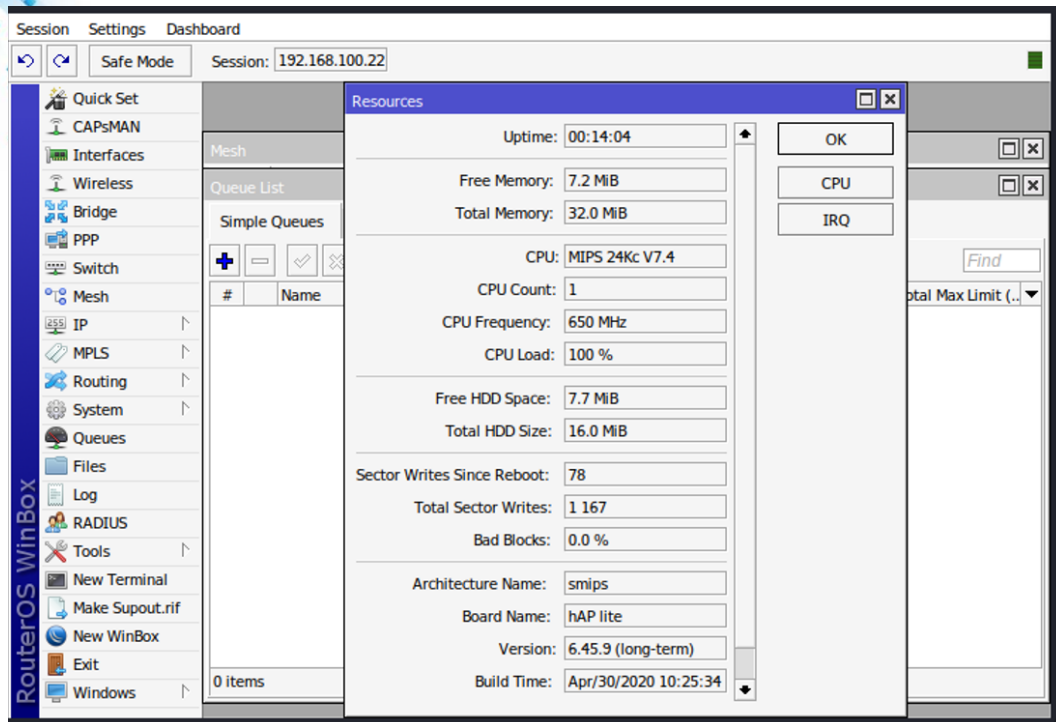 Session Settings Dashboard
Safe Mode Session: 192.168.100.22
Quick Set
CAPsMAN
Interfaces
Wireless
Bridge
PPP
Switch
Mesh
255 IP
MPLS
Routing
System
Queues
Files
Log
RADIUS
Tools
New Terminal
Make Supout.rif
New WinBox
Exit
Windows
RouterOS WinBox
Mesh
Queue List
Simple Queues
Find
# Name
otal Max Limit (..
0 items
Resources
Uptime: 00:14:04
Free Memory: 7.2 MiB
Total Memory: 32.0 MiB
CPU: MIPS 24Kc V7.4
CPU Count: 1
CPU Frequency: 650 MHz
CPU Load: 100 %
Free HDD Space: 7.7 MiB
Total HDD Size: 16.0 MiB
Sector Writes Since Reboot: 78
Total Sector Writes: 1 167
Bad Blocks: 0.0 %
Architecture Name: smips
Board Name: hAP lite
Version: 6.45.9 (long-term)
Build Time: Apr/30/2020 10:25:34
OK
CPU
IRQ